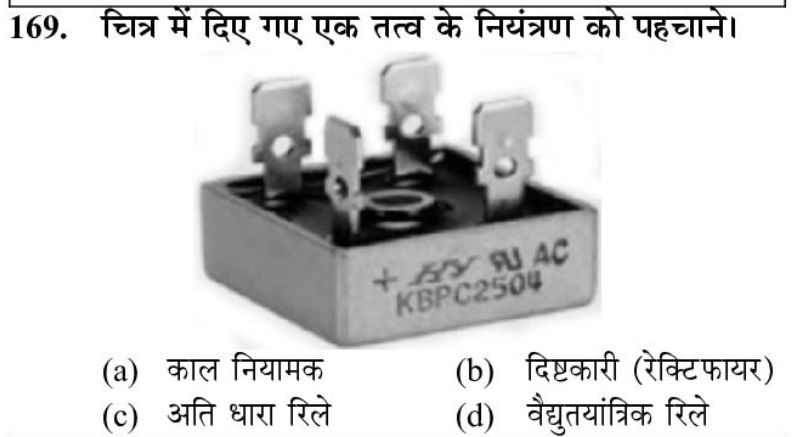 169. चित्र में दिए गए एक तत्व के नियंत्रण को पहचाने।
+ AC
KBPC2504
(a) काल नियामक (b) दिष्टकारी (रेक्टिफायर)
(c) अति धारा रिले (d) वैद्युतयांत्रिक रिले